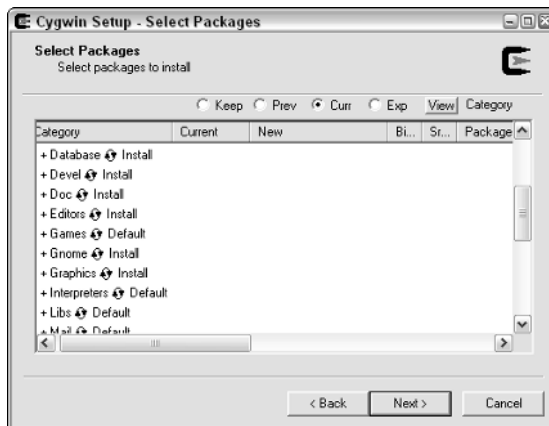 Cygwin Setup - Select Packages
Select Packages
Select packages to install
Keep Prev Curr Exp View Category
Category Current New Bi... Sr... Package
+ Database Install
+ Devel Install
+ Doc Install
+ Editors Install
+ Games Default
+ Gnome Install
+ Graphics Install
+ Interpreters Default
+ Libs Default
+ Mail Default
< Back Next > Cancel